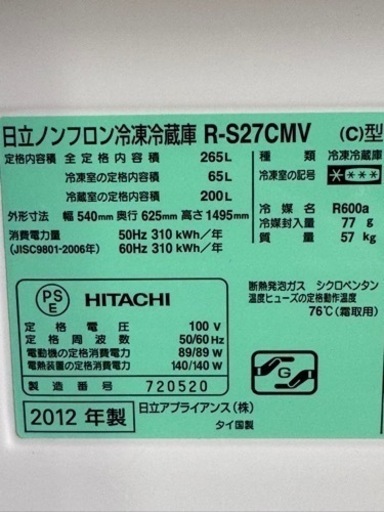 日立ノンフロン冷凍冷蔵庫 R-S27CMV (C)型
定格内容積 全定格内容積 265L
冷凍室の定格内容積 65L
冷蔵室の定格内容積 200L
外形寸法 幅540mm 奥行625mm 高さ1495mm
消費電力量 50Hz 310 kWh／年
(JISC9801-2006年) 60Hz 310 kWh／年
種類 冷凍冷蔵庫
冷凍室の記号
冷媒名 R600a
冷媒封入量 77 g
質量 57 kg
断熱発泡ガス シクロペンタン
温度ヒューズの定格動作温度
76℃(霜取用)
PS
E
HITACHI
定格電圧 100 V
定格周波数 50/60Hz
電動機の定格消費電力 89/89 W
電熱装置の定格消費電力 140/140 W
製造番号 720520
G
2012 年製
日立アプライアンス(株)
タイ国製